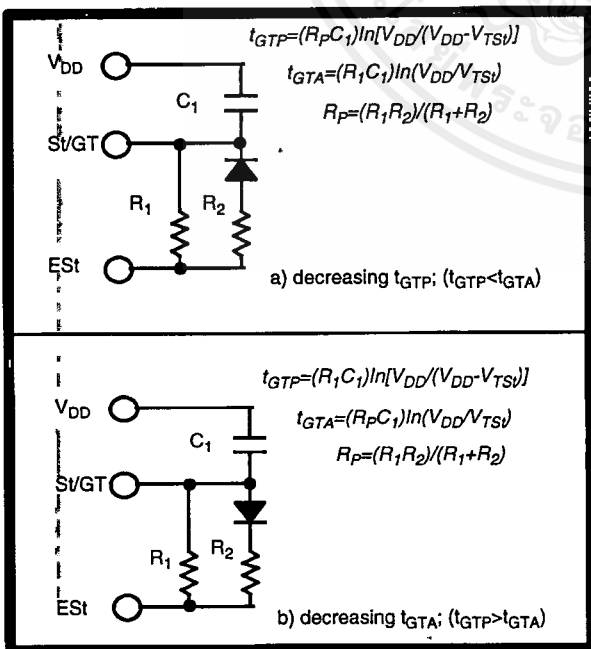 t_GTP=(R_PC_1)ln[V_DD/(V_DD-V_TSt)]
V_DD
t_GTA=(R_1C_1)ln(V_DD/V_TSt)
C_1
R_P=(R_1R_2)/(R_1+R_2)
St/GT
R_1
R_2
ESt
a) decreasing t_GTP; (t_GTP<t_GTA)
t_GTP=(R_1C_1)ln[V_DD/(V_DD-V_TSt)]
V_DD
t_GTA=(R_PC_1)ln(V_DD/V_TSt)
C_1
R_P=(R_1R_2)/(R_1+R_2)
St/GT
R_1
R_2
ESt
b) decreasing t_GTA; (t_GTP>t_GTA)